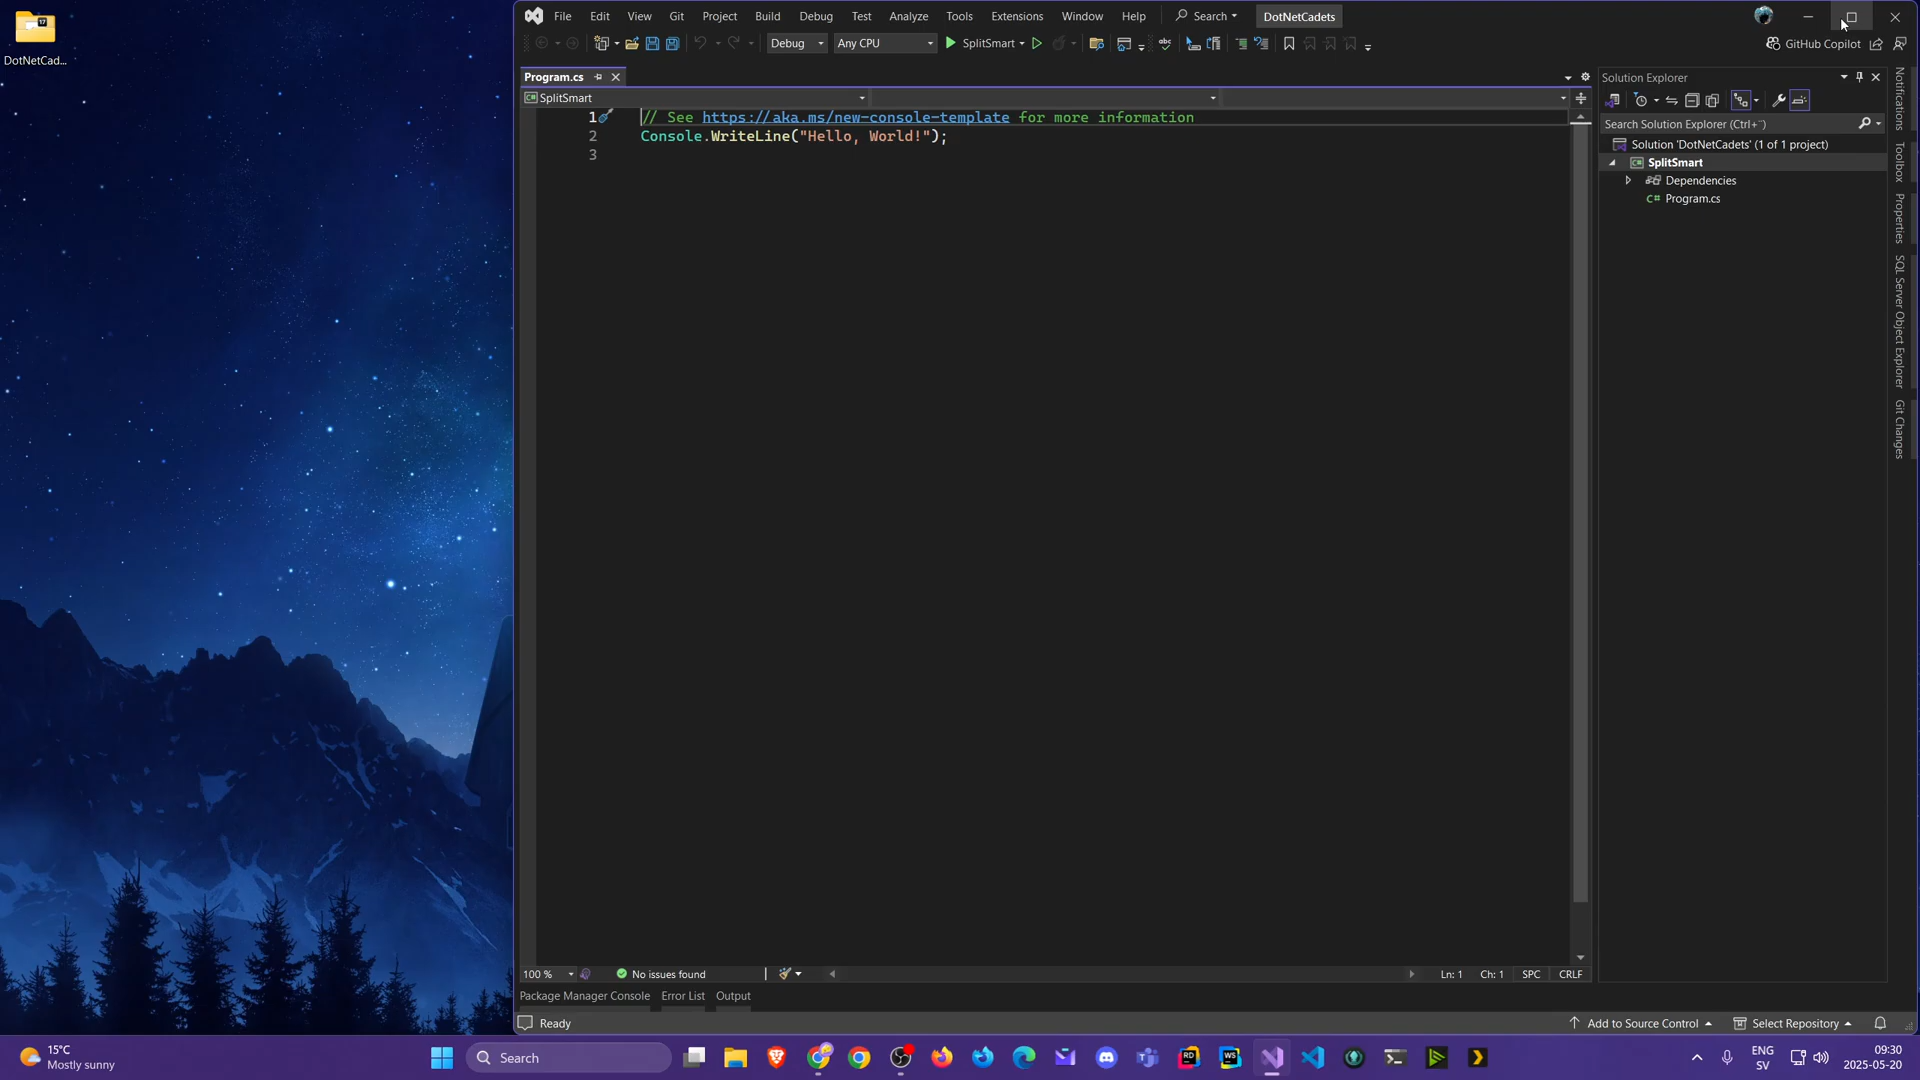 DotNetCad...
File Edit View Git Project Build Debug Test Analyze Tools Extensions Window Help Search DotNetCadets
Debug Any CPU SplitSmart GitHub Copilot
Program.cs
SplitSmart
1 // See https://aka.ms/new-console-template for more information
2 Console.WriteLine("Hello, World!");
3
Solution Explorer
Search Solution Explorer (Ctrl+¨)
Solution 'DotNetCadets' (1 of 1 project)
SplitSmart
Dependencies
C# Program.cs
Notifications
Toolbox
Properties
SQL Server Object Explorer
Git Changes
100 % No issues found Ln: 1 Ch: 1 SPC CRLF
Package Manager Console Error List Output
Ready Add to Source Control Select Repository
15°C
Mostly sunny
Search
ENG
SV
09:30
2025-05-20